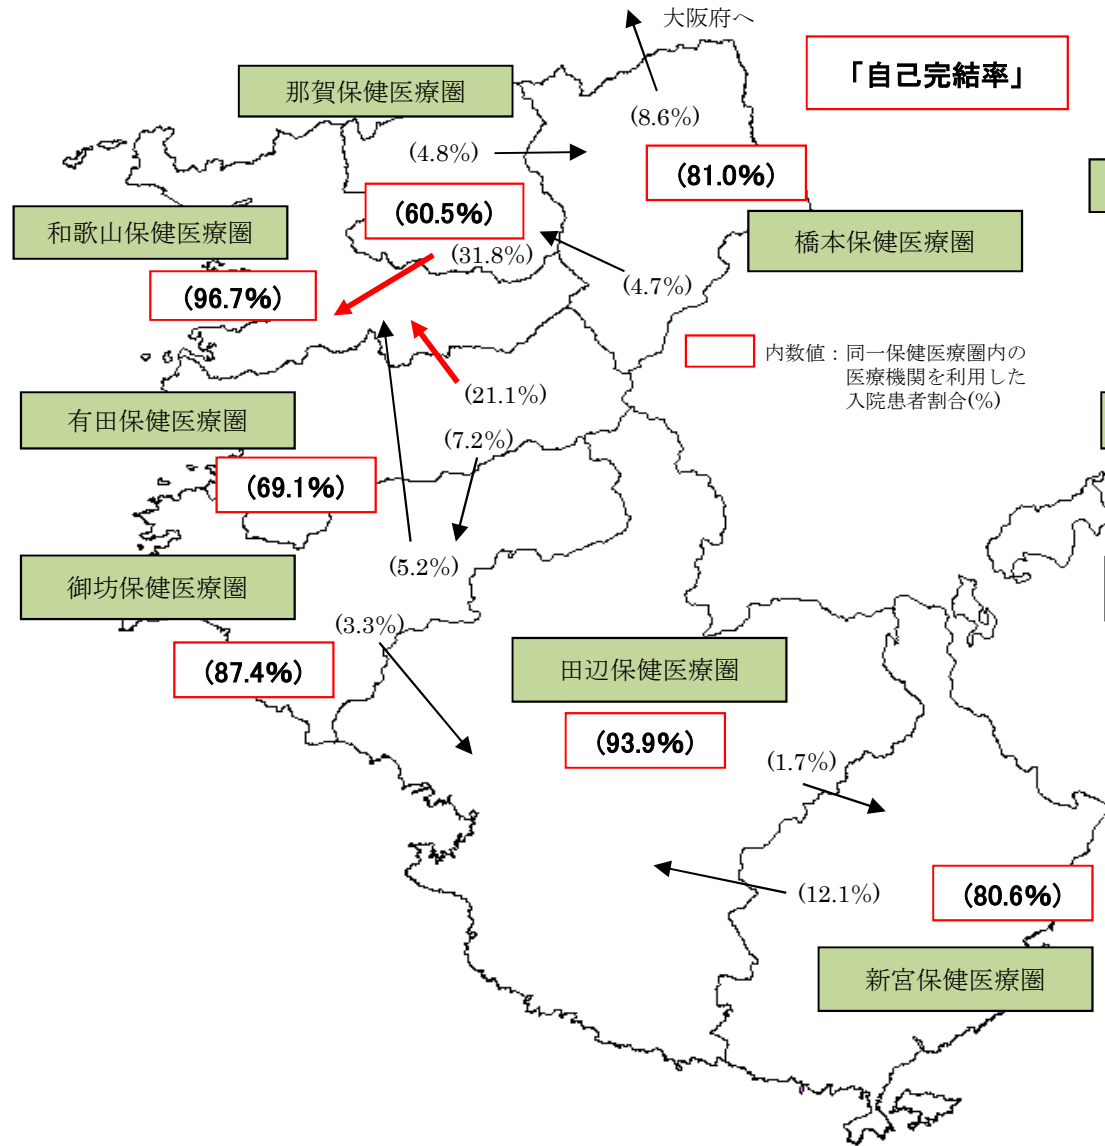 大阪府へ
「自己完結率」
那賀保健医療圏
(8.6%)
(4.8%)
(81.0%)
(60.5%)
和歌山保健医療圏
橋本保健医療圏
(31.8%)
(96.7%)
(4.7%)
内数値：同一保健医療圏内の
医療機関を利用した
入院患者割合(%)
(21.1%)
有田保健医療圏
(7.2%)
(69.1%)
(5.2%)
御坊保健医療圏
(3.3%)
(87.4%)
田辺保健医療圏
(93.9%)
(1.7%)
(12.1%)
(80.6%)
新宮保健医療圏